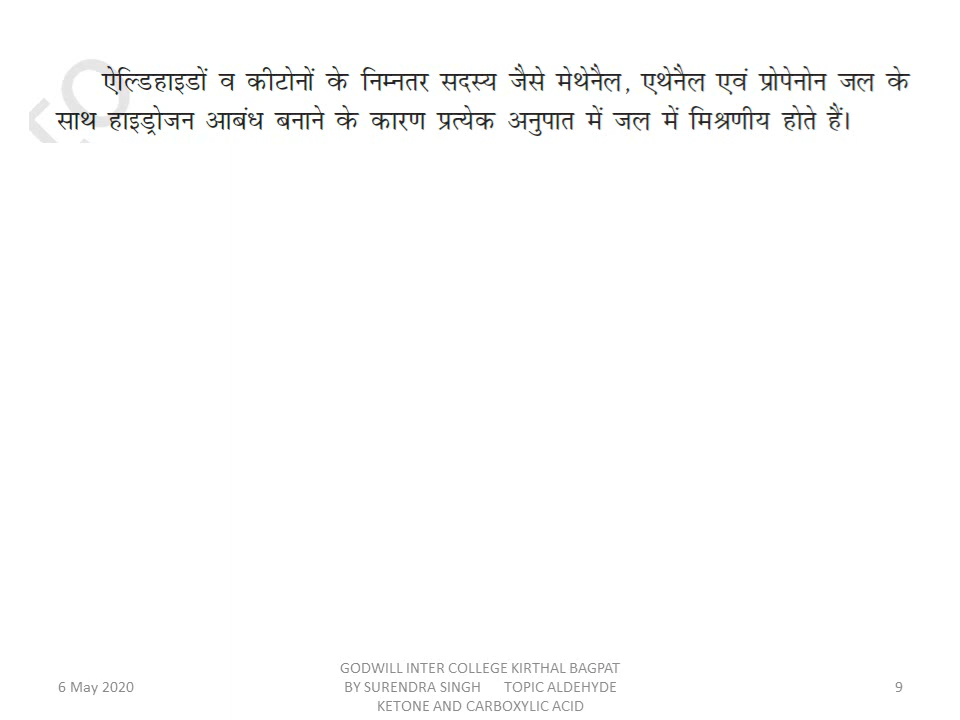 ऐल्डिहाइडों व कीटोनों के निम्नतर सदस्य जैसे मेथेनैल, एथेनैल एवं प्रोपेनोन जल के
साथ हाइड्रोजन आबंध बनाने के कारण प्रत्येक अनुपात में जल में मिश्रणीय होते हैं।
6 May 2020
GODWILL INTER COLLEGE KIRTHAL BAGPAT
BY SURENDRA SINGH TOPIC ALDEHYDE
KETONE AND CARBOXYLIC ACID
9